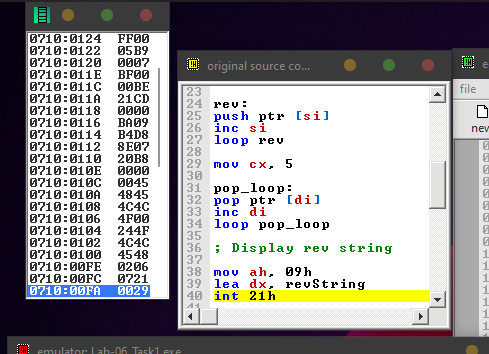 0710:0124 FF00
0710:0122 05B9
0710:0120 0007
0710:011E BF00
0710:011C 00BE
0710:011A 21CD
0710:0118 0000
0710:0116 BA09
0710:0114 B4D8
0710:0112 8E07
0710:0110 20B8
0710:010E 0000
0710:010C 0045
0710:010A 4845
0710:0108 4C4C
0710:0106 4F00
0710:0104 244F
0710:0102 4C4C
0710:0100 4548
0710:00FE 0206
0710:00FC 0721
0710:00FA 0029
original source co...
23
24 rev:
25 push ptr [si]
26 inc si
27 loop rev
28
29 mov cx, 5
30
31 pop_loop:
32 pop ptr [di]
33 inc di
34 loop pop_loop
35
36 ; Display rev string
37
38 mov ah, 09h
39 lea dx, revString
40 int 21h
file
new
emulator: Lab-06_Task1.exe